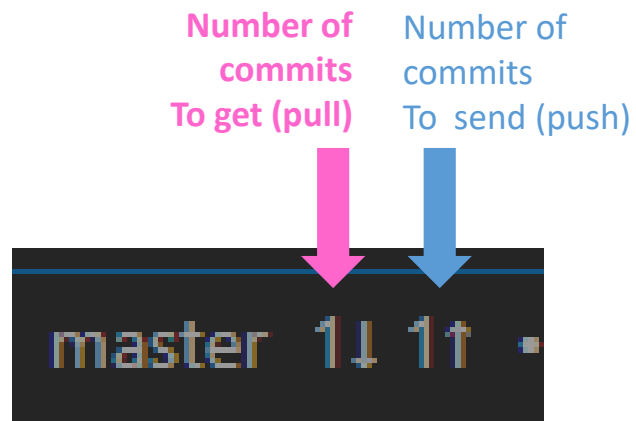 Number of
commits
To get (pull)
Number of
commits
To send (push)
master 1↓ 1↑ •